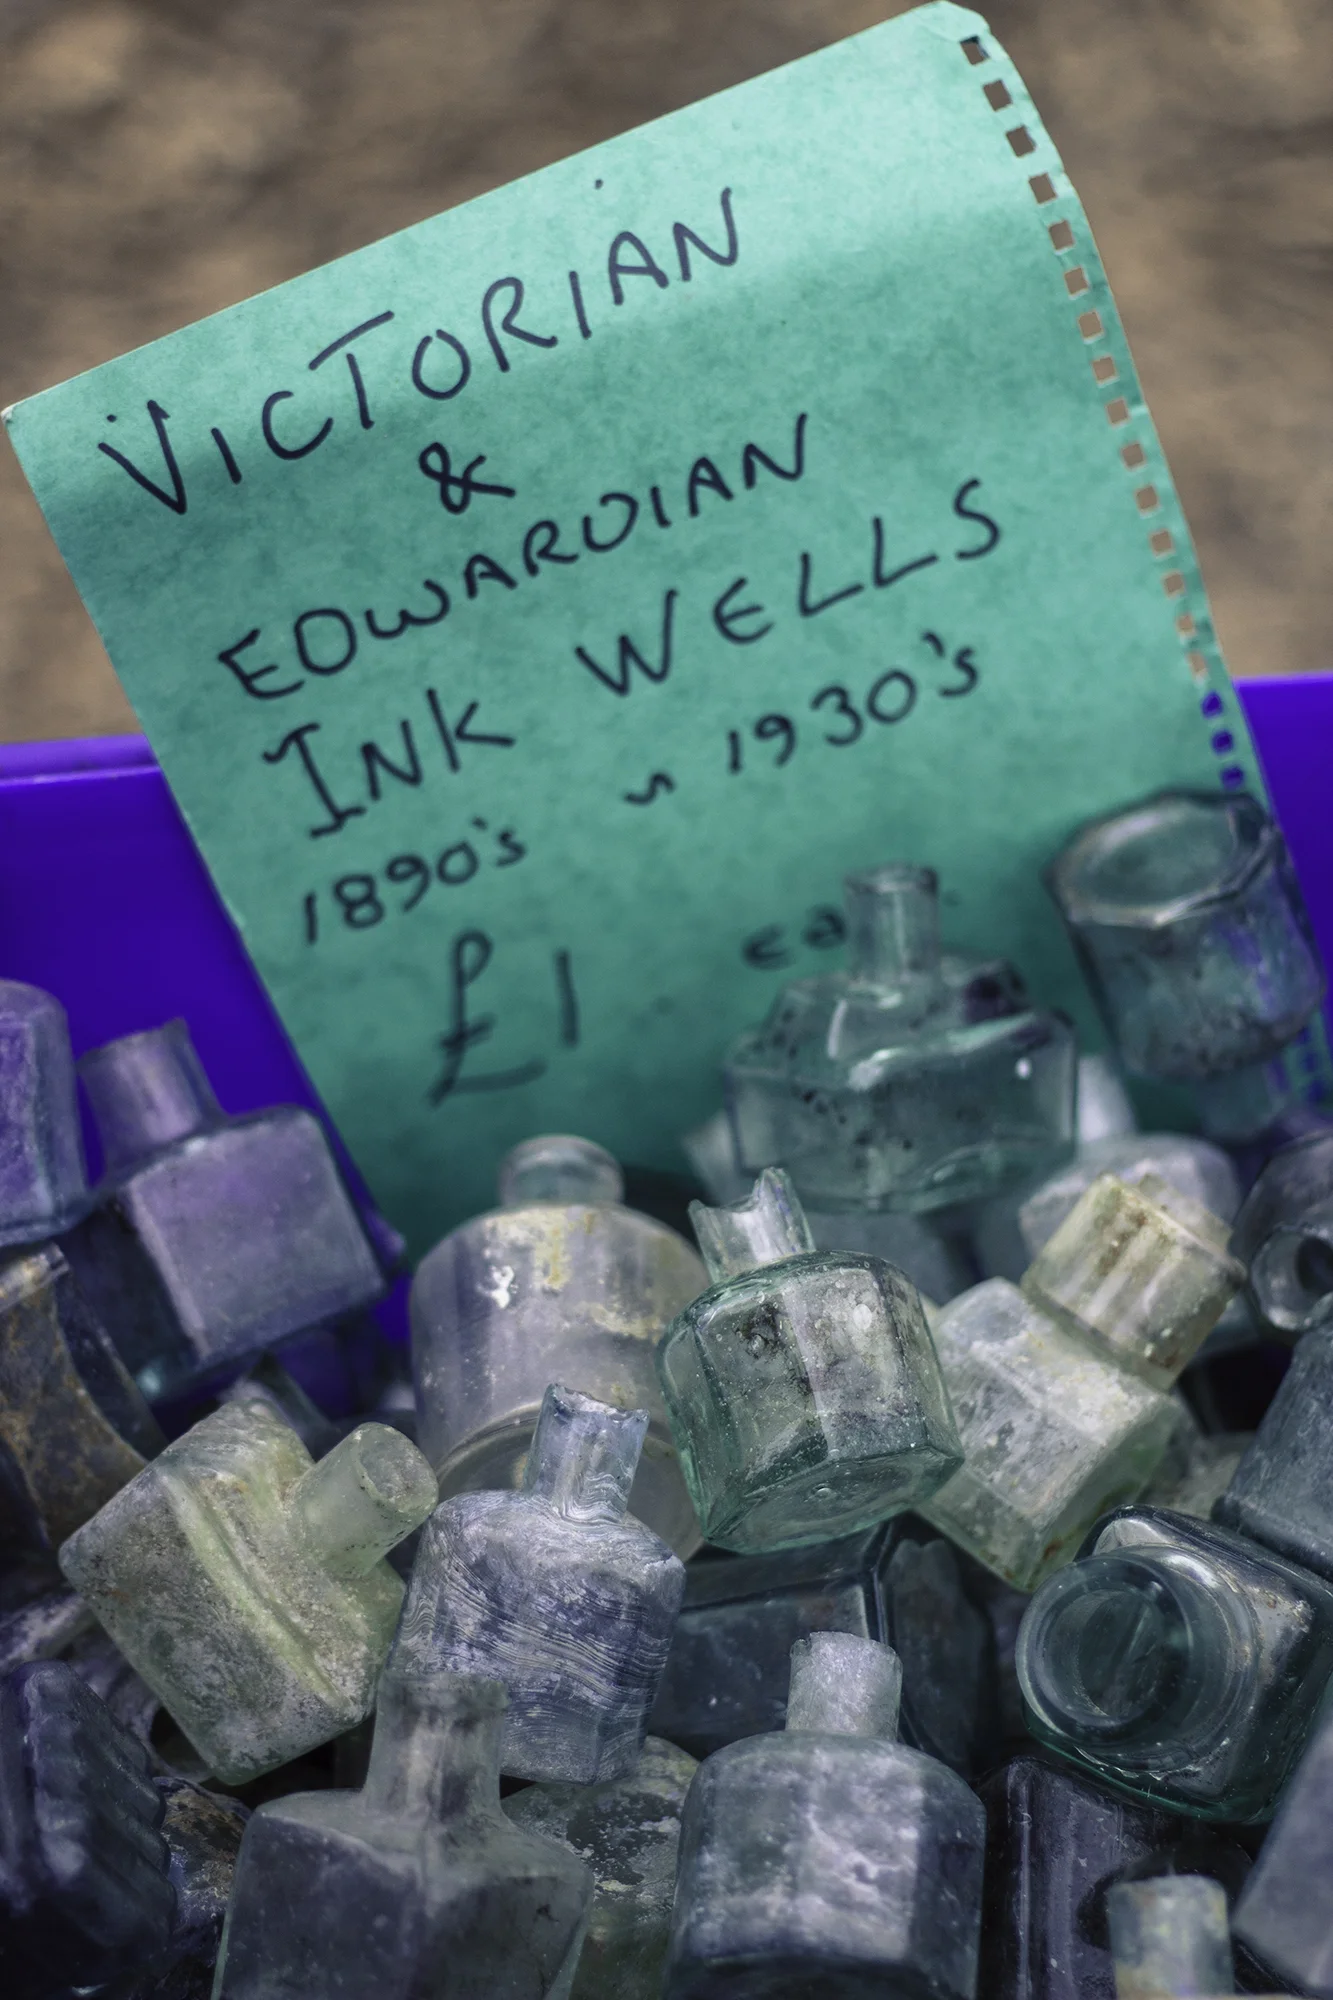 VICTORIAN
&
EDWARDIAN
INK WELLS
1890's ~ 1930's
£1 ea